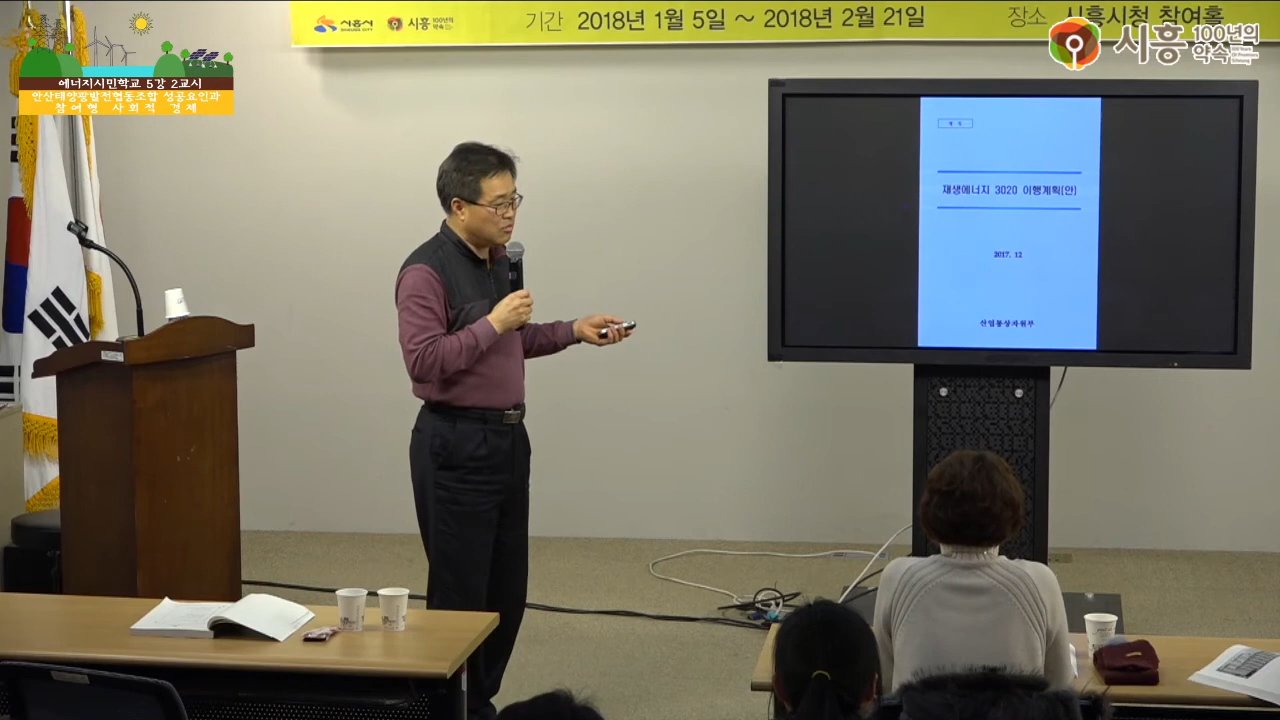 시흥시
SIHEUNG CITY
시흥 100년의 약속
기간 2018년 1월 5일 ~ 2018년 2월 21일
장소 시흥시청 참여홀
시흥 100년의 약속
에너지시민학교 5강 2교시
안산태양광발전협동조합 성공요인과
참여형 사회적 경제
재생에너지 3020 이행계획(안)
2017. 12
산업통상자원부